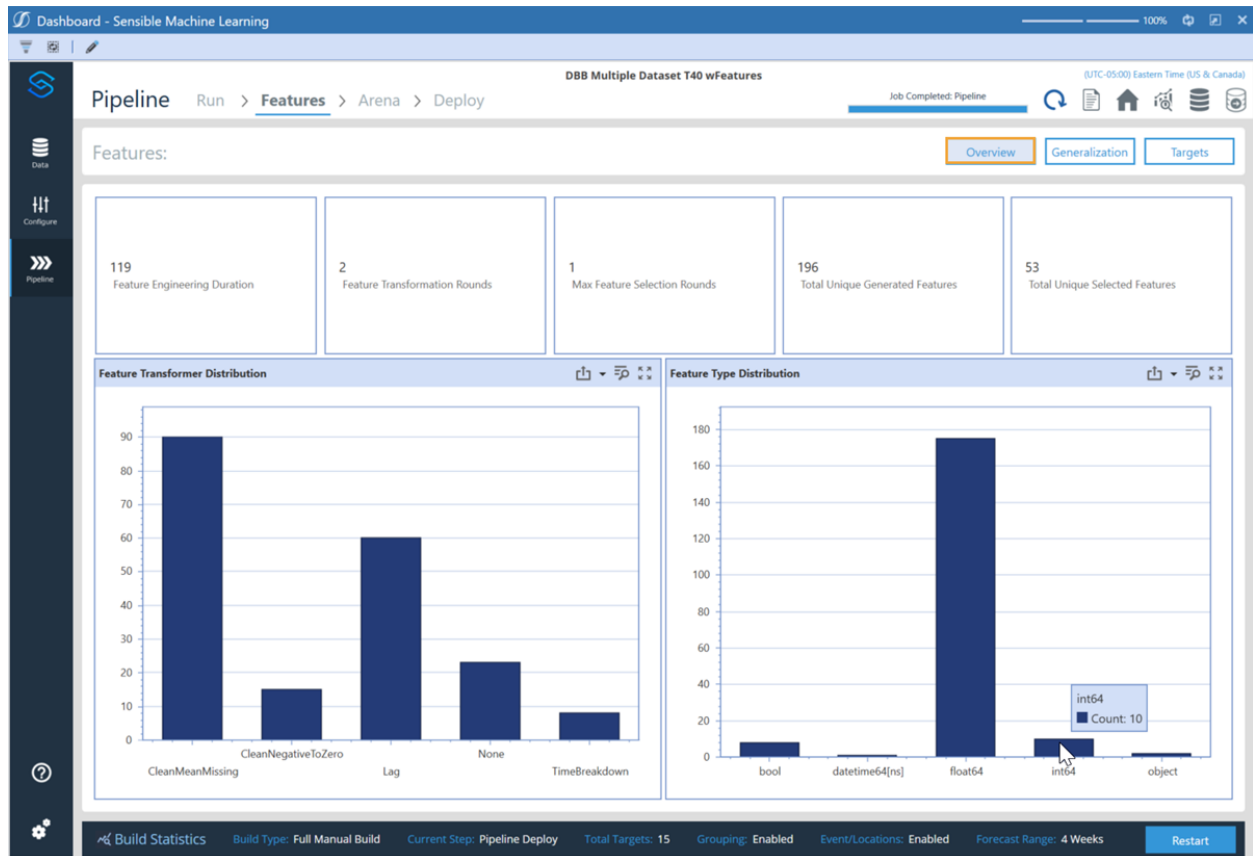 Dashboard - Sensible Machine Learning
100%
DBB Multiple Dataset T40 wFeatures
(UTC-05:00) Eastern Time (US & Canada)
Pipeline Run > Features > Arena > Deploy
Job Completed: Pipeline
Data
Configure
Pipeline
Features:
Overview
Generalization
Targets
119
Feature Engineering Duration
2
Feature Transformation Rounds
1
Max Feature Selection Rounds
196
Total Unique Generated Features
53
Total Unique Selected Features
Feature Transformer Distribution
90
80
70
60
50
40
30
20
10
0
CleanMeanMissing
CleanNegativeToZero
Lag
None
TimeBreakdown
Feature Type Distribution
180
160
140
120
100
80
60
40
20
0
int64
Count: 10
bool
datetime64[ns]
float64
int64
object
Build Statistics Build Type: Full Manual Build Current Step: Pipeline Deploy Total Targets: 15 Grouping: Enabled Event/Locations: Enabled Forecast Range: 4 Weeks
Restart